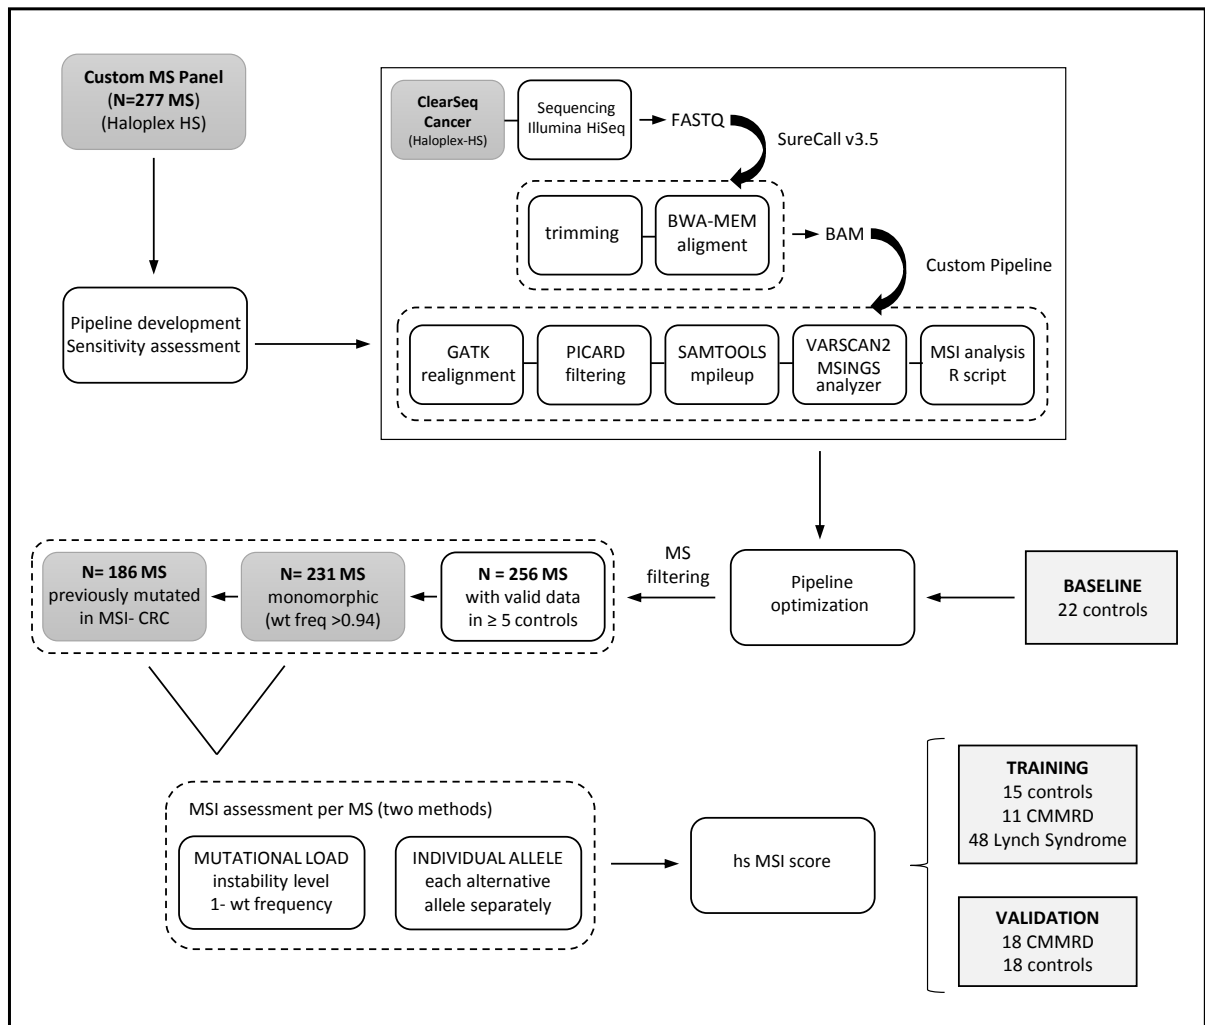 Custom MS Panel
(N=277 MS)
(Haloplex HS)
Pipeline development
Sensitivity assessment
ClearSeq
Cancer
(Haloplex-HS)
Sequencing
Illumina HiSeq
FASTQ
SureCall v3.5
trimming
BWA-MEM
aligment
BAM
Custom Pipeline
GATK
realignment
PICARD
filtering
SAMTOOLS
mpileup
VARSCAN2
MSINGS
analyzer
MSI analysis
R script
BASELINE
22 controls
Pipeline
optimization
MS
filtering
N = 256 MS
with valid data
in ≥ 5 controls
N= 231 MS
monomorphic
(wt freq >0.94)
N= 186 MS
previously mutated
in MSI- CRC
MSI assessment per MS (two methods)
MUTATIONAL LOAD
instability level
1- wt frequency
INDIVIDUAL ALLELE
each alternative
allele separately
hs MSI score
TRAINING
15 controls
11 CMMRD
48 Lynch Syndrome
VALIDATION
18 CMMRD
18 controls